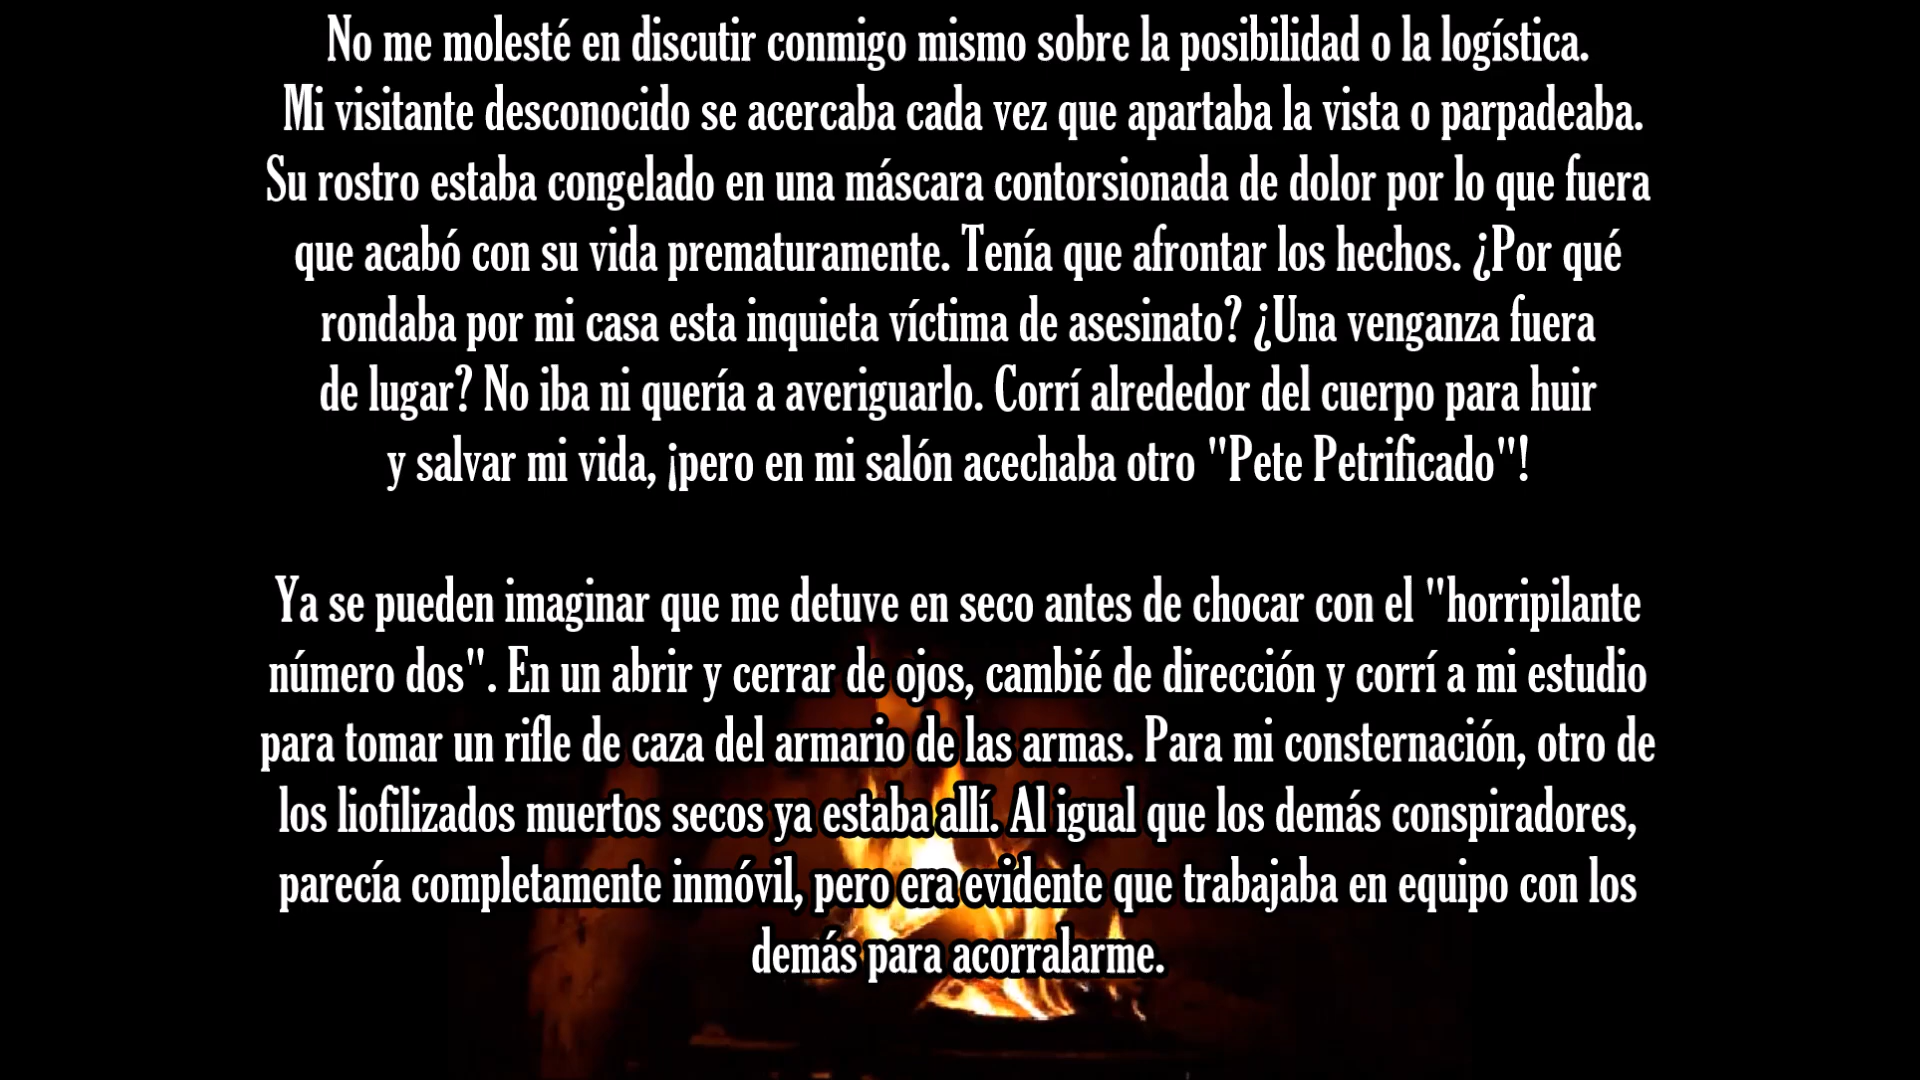 No me molesté en discutir conmigo mismo sobre la posibilidad o la logística.
Mi visitante desconocido se acercaba cada vez que apartaba la vista o parpadeaba.
Su rostro estaba congelado en una máscara contorsionada de dolor por lo que fuera
que acabó con su vida prematuramente. Tenía que afrontar los hechos. ¿Por qué
rondaba por mi casa esta inquieta víctima de asesinato? ¿Una venganza fuera
de lugar? No iba ni quería a averiguarlo. Corrí alrededor del cuerpo para huir
y salvar mi vida, ¡pero en mi salón acechaba otro "Pete Petrificado"!
Ya se pueden imaginar que me detuve en seco antes de chocar con el "horripilante
número dos". En un abrir y cerrar de ojos, cambié de dirección y corrí a mi estudio
para tomar un rifle de caza del armario de las armas. Para mi consternación, otro de
los liofilizados muertos secos ya estaba allí. Al igual que los demás conspiradores,
parecía completamente inmóvil, pero era evidente que trabajaba en equipo con los
demás para acorralarme.